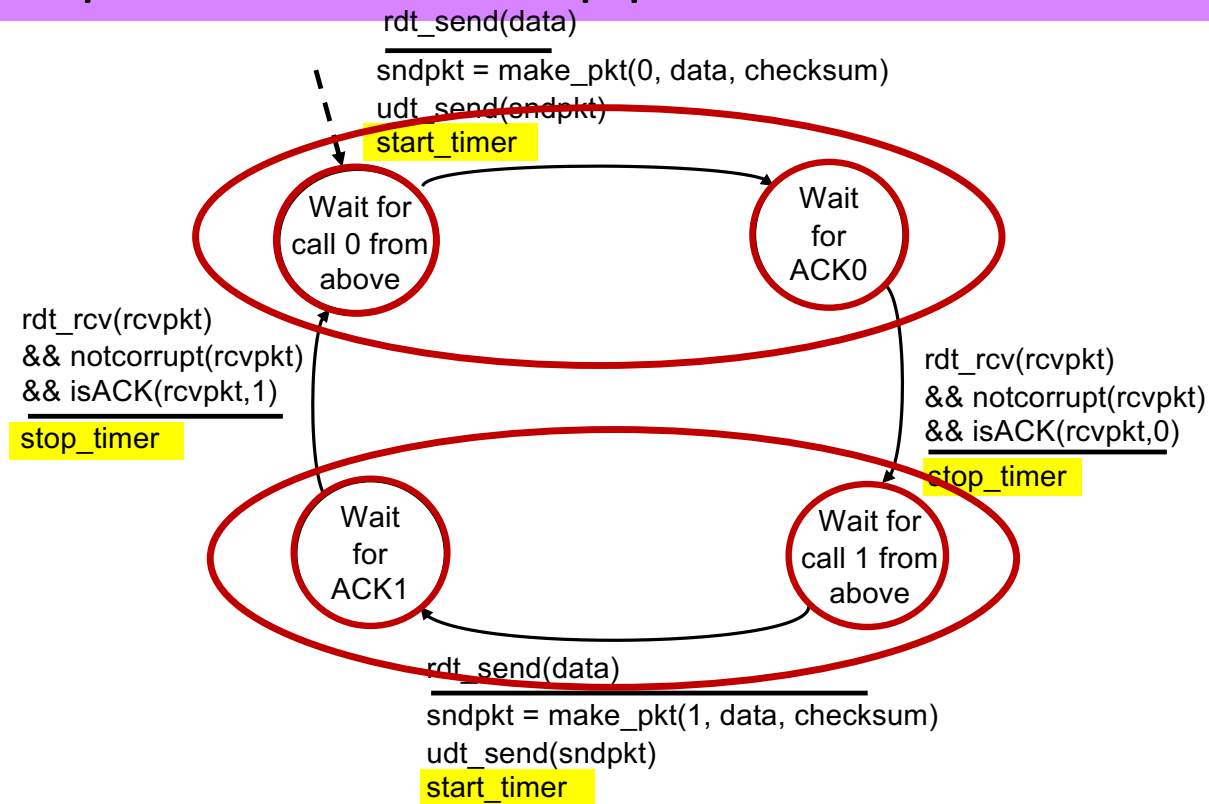 rdt_send(data)
sndpkt = make_pkt(0, data, checksum)
udt_send(sndpkt)
start_timer
Wait for
call 0 from
above
Wait
for
ACK0
rdt_rcv(rcvpkt)
&& notcorrupt(rcvpkt)
&& isACK(rcvpkt,1)
stop_timer
rdt_rcv(rcvpkt)
&& notcorrupt(rcvpkt)
&& isACK(rcvpkt,0)
stop_timer
Wait
for
ACK1
Wait for
call 1 from
above
rdt_send(data)
sndpkt = make_pkt(1, data, checksum)
udt_send(sndpkt)
start_timer